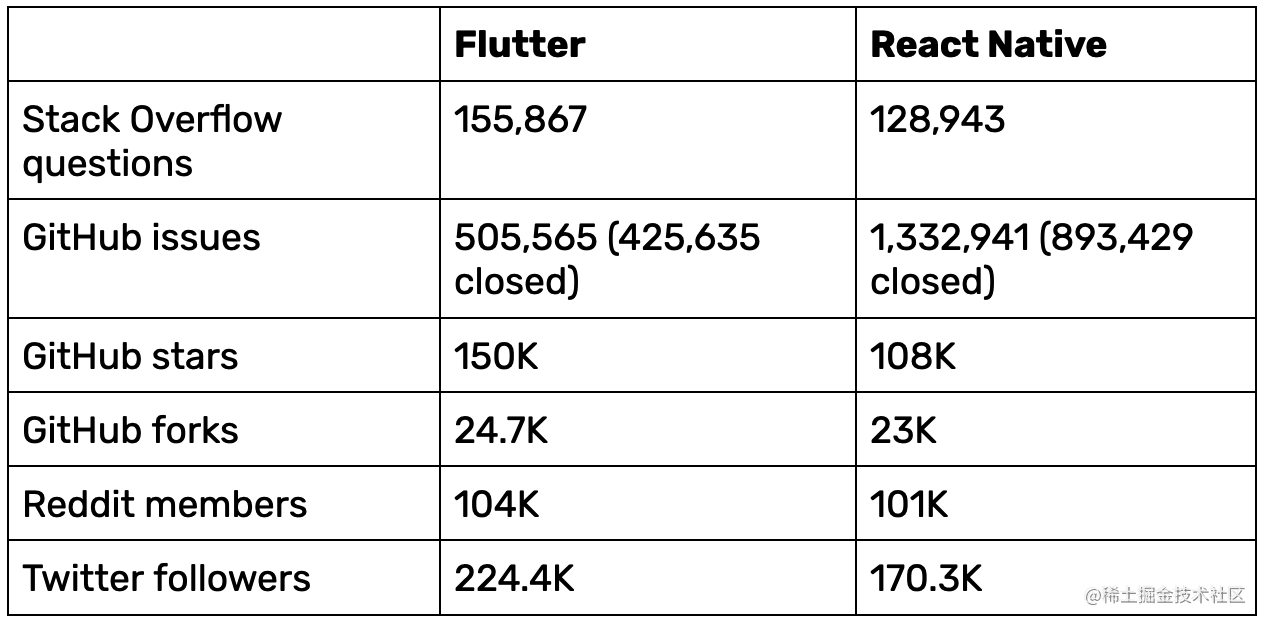 Flutter
React Native
Stack Overflow
questions
155,867
128,943
GitHub issues
505,565 (425,635
closed)
1,332,941 (893,429
closed)
GitHub stars
150K
108K
GitHub forks
24.7K
23K
Reddit members
104K
101K
Twitter followers
224.4K
170.3K
@稀土掘金技术社区